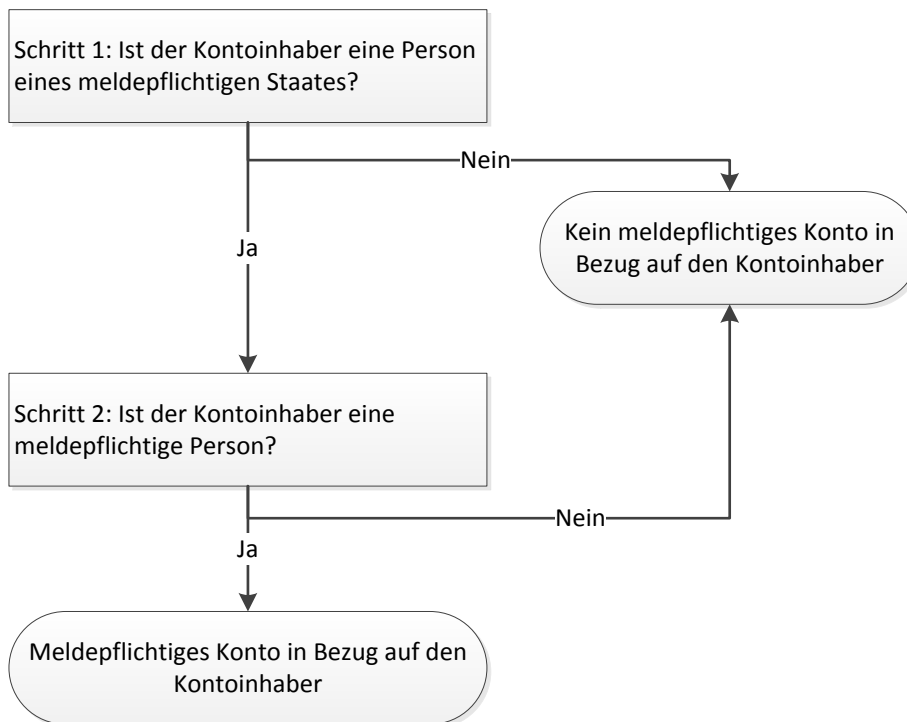 Schritt 1: Ist der Kontoinhaber eine Person
eines meldepflichtigen Staates?
Nein
Ja
Kein meldepflichtiges Konto in
Bezug auf den Kontoinhaber
Schritt 2: Ist der Kontoinhaber eine
meldepflichtige Person?
Nein
Ja
Meldepflichtiges Konto in Bezug auf den
Kontoinhaber